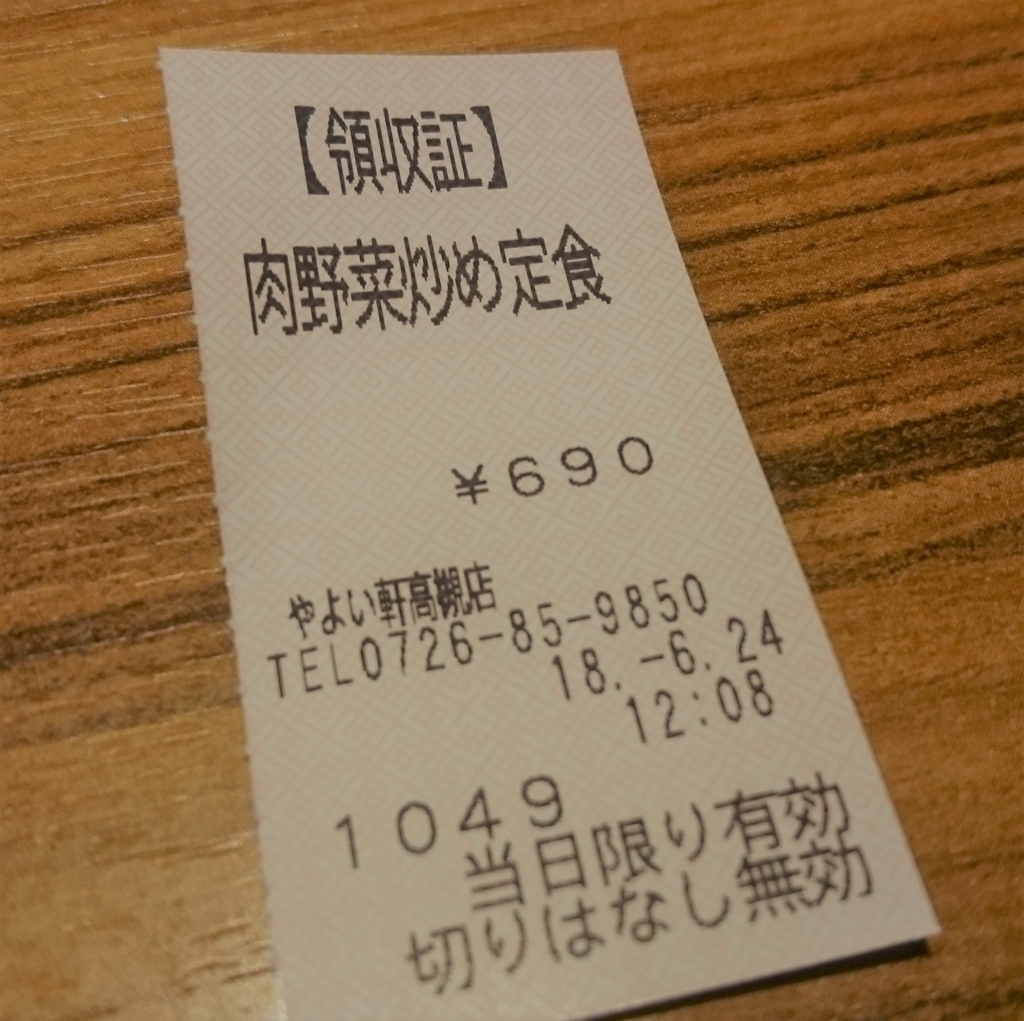 【領収証】
肉野菜炒め定食
¥690
やよい軒高槻店
TEL0726-85-9850
18.-6.24
12:08
1049
当日限り有効
切りはなし無効